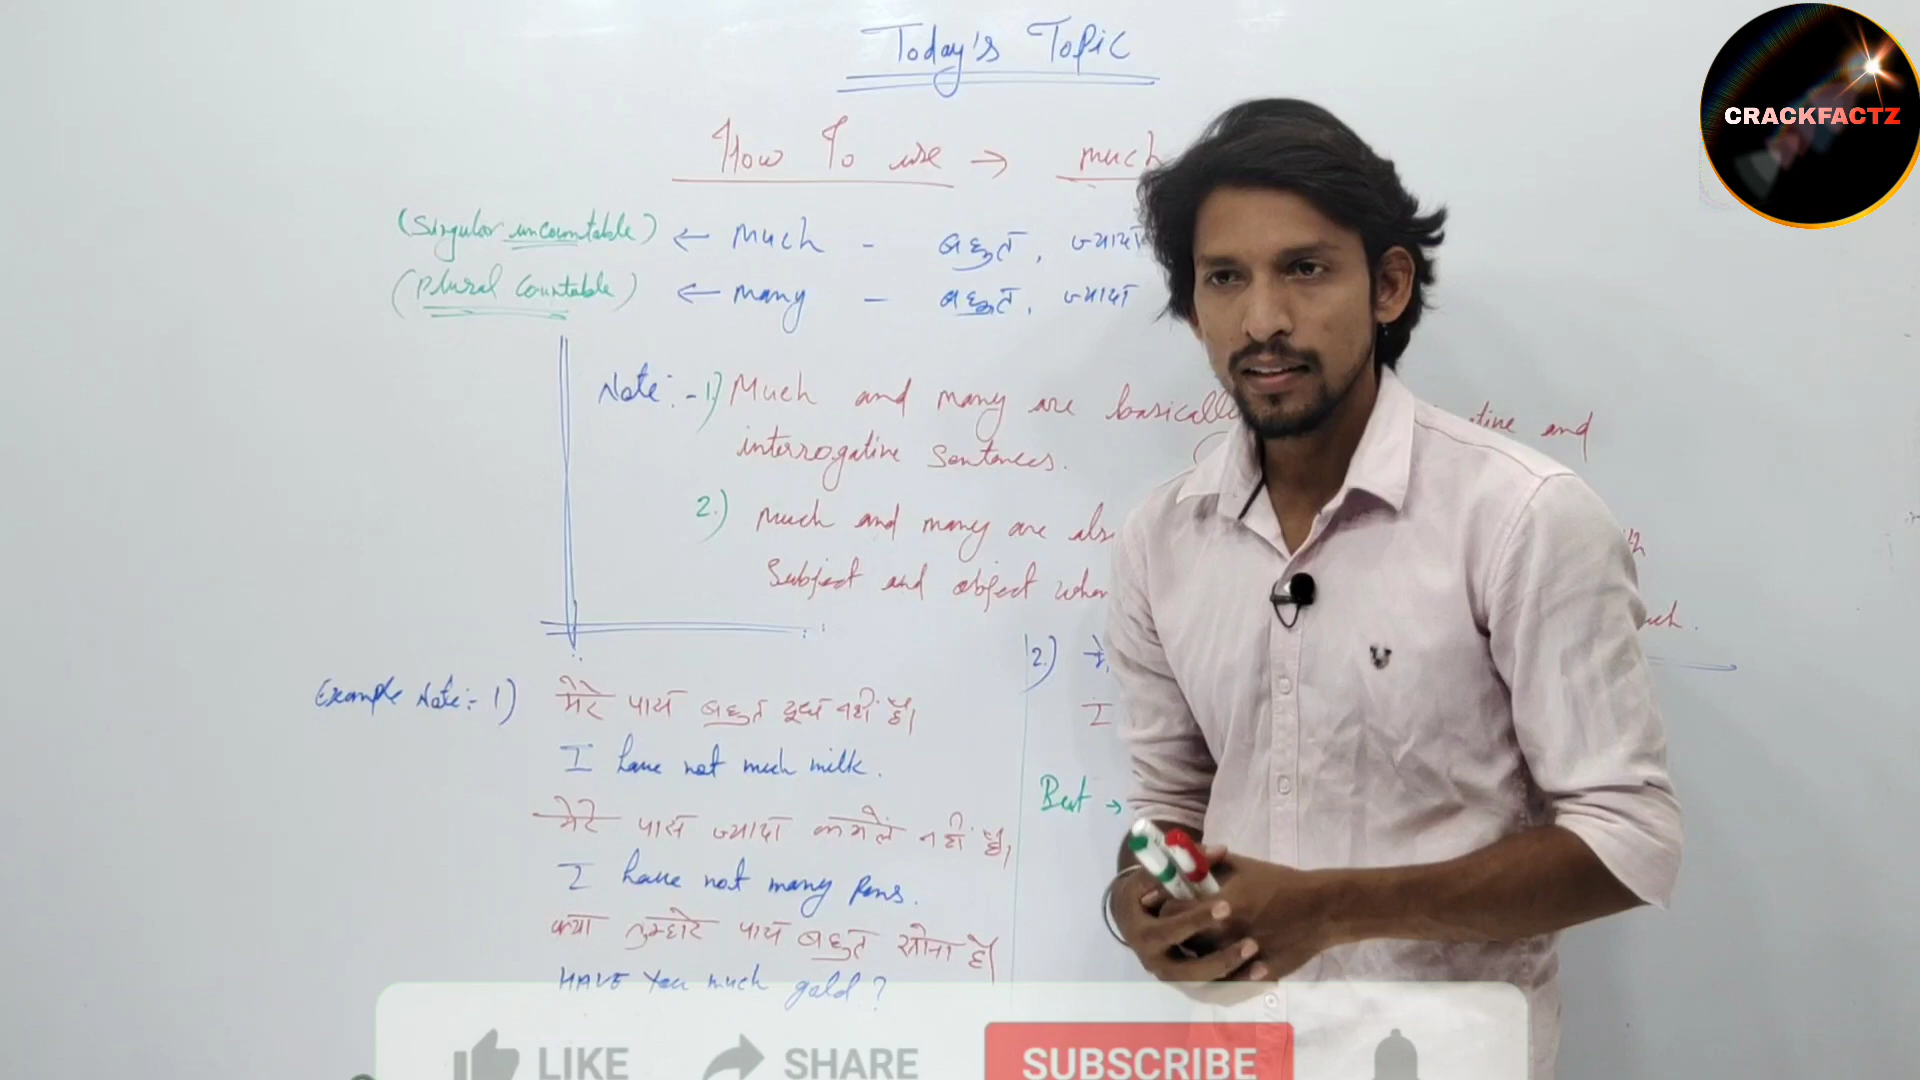 Today's Topic
CRACKFACTZ
How To use → much
(Singular uncountable) ← Much - बहुत, ज्यादा
(Plural Countable) ← many - बहुत, ज्यादा
Note:- 1) Much and many are basically and
interrogative Sentences.
2.) Much and many are also
Subject and object when
Example Note:- 1) मेरे पास बहुत दूध नहीं है।
2.)
I have not much milk.
I
मेरे पास ज्यादा कलमें नहीं हैं।
But →
I have not many Pens.
क्या तुम्हारे पास बहुत सोना है।
HAVE You much gold?
LIKE SHARE SUBSCRIBE